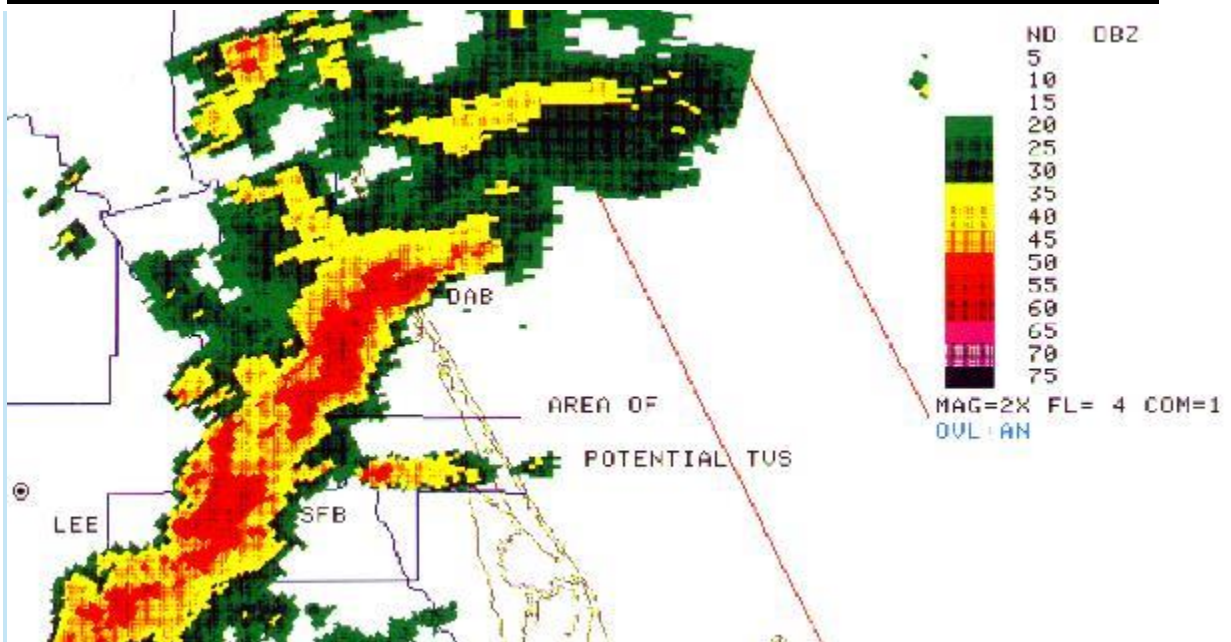 ND DBZ
5
10
15
20
25
30
35
40
45
50
55
60
65
70
75
MAG=2X FL= 4 COM=1
OVL:AN
DAB
AREA OF
POTENTIAL TVS
SFB
LEE